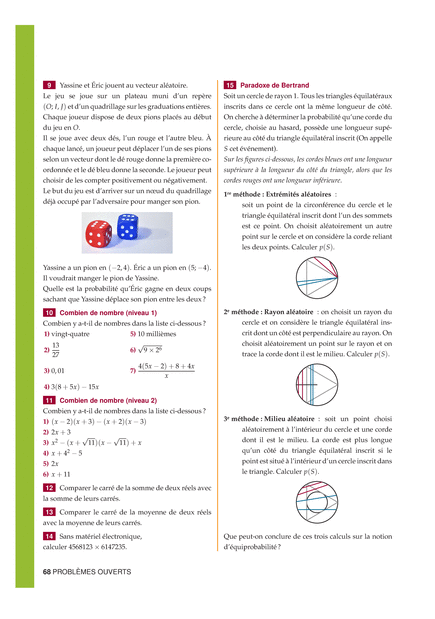 9 Yassine et Éric jouent au vecteur aléatoire.
Le jeu se joue sur un plateau muni d'un repère
(O; I, J) et d'un quadrillage sur les graduations entières.
Chaque joueur dispose de deux pions placés au début
du jeu en O.
Il se joue avec deux dés, l'un rouge et l'autre bleu. À
chaque lancé, un joueur peut déplacer l'un de ses pions
selon un vecteur dont le dé rouge donne la première co-
ordonnée et le dé bleu donne la seconde. Le joueur peut
choisir de les compter positivement ou négativement.
Le but du jeu est d'arriver sur un nœud du quadrillage
déjà occupé par l'adversaire pour manger son pion.
Yassine a un pion en (−2, 4). Éric a un pion en (5; −4).
Il voudrait manger le pion de Yassine.
Quelle est la probabilité qu'Éric gagne en deux coups
sachant que Yassine déplace son pion entre les deux ?
10 Combien de nombre (niveau 1)
Combien y a-t-il de nombres dans la liste ci-dessous ?
1) vingt-quatre 5) 10 millièmes
2) 13/27 6) √9 × 2⁶
3) 0,01 7) 4(5x − 2) + 8 + 4x / x
4) 3(8 + 5x) − 15x
11 Combien de nombres (niveau 2)
Combien y a-t-il de nombres dans la liste ci-dessous ?
1) (x − 2)(x + 3) − (x + 2)(x − 3)
2) 2x + 3
3) x² − (x + √11)(x − √11) + x
4) x + 4² − 5
5) 2x
6) x + 11
12 Comparer le carré de la somme de deux réels avec
la somme de leurs carrés.
13 Comparer le carré de la moyenne de deux réels
avec la moyenne de leurs carrés.
14 Sans matériel électronique,
calculer 4568123 × 6147235.
68 PROBLÈMES OUVERTS
15 Paradoxe de Bertrand
Soit un cercle de rayon 1. Tous les triangles équilatéraux
inscrits dans ce cercle ont la même longueur de côté.
On cherche à déterminer la probabilité qu'une corde du
cercle, choisie au hasard, possède une longueur supé-
rieure au côté du triangle équilatéral inscrit (On appelle
S cet événement).
Sur les figures ci-dessous, les cordes bleues ont une longueur
supérieure à la longueur du côté du triangle, alors que les
cordes rouges ont une longueur inférieure.
1re méthode : Extrémités aléatoires :
soit un point de la circonférence du cercle et le
triangle équilatéral inscrit dont l'un des sommets
est ce point. On choisit aléatoirement un autre
point sur le cercle et on considère la corde reliant
les deux points. Calculer p(S).
2e méthode : Rayon aléatoire : on choisit un rayon du
cercle et on considère le triangle équilatéral ins-
crit dont un côté est perpendiculaire au rayon. On
choisit aléatoirement un point sur le rayon et on
trace la corde dont il est le milieu. Calculer p(S).
3e méthode : Milieu aléatoire : soit un point choisi
aléatoirement à l'intérieur du cercle et une corde
dont il est le milieu. La corde est plus longue
qu'un côté du triangle équilatéral inscrit si le
point est situé à l'intérieur d'un cercle inscrit dans
le triangle. Calculer p(S).
Que peut-on conclure de ces trois calculs sur la notion
d'équiprobabilité ?